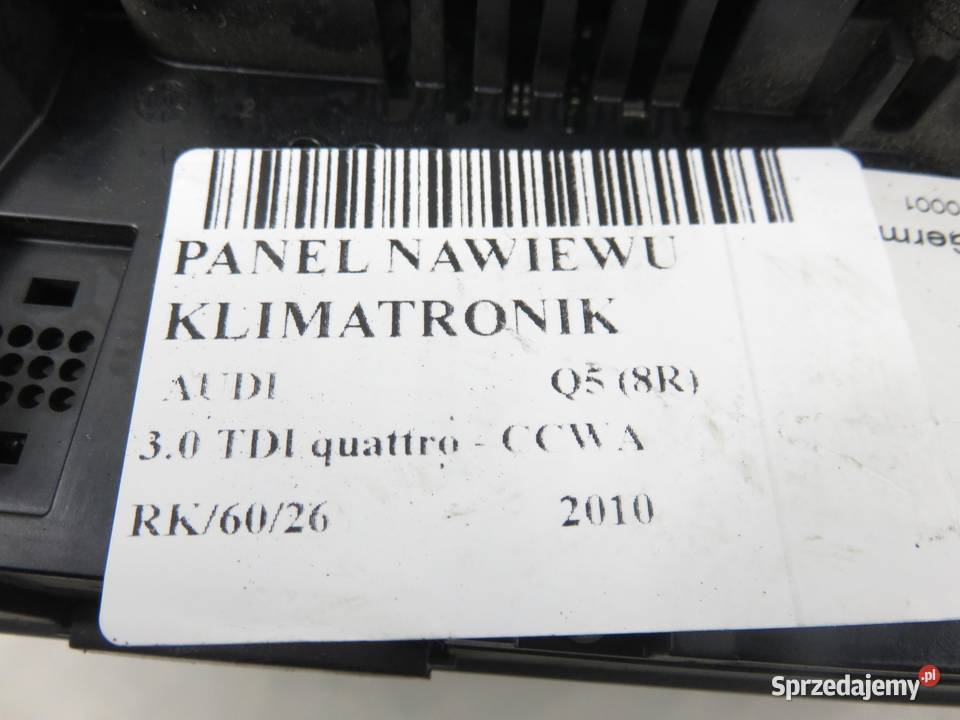 PANEL NAWIEWU
KLIMATRONIK
AUDI Q5 (8R)
3.0 TDI quattro - CCWA
RK/60/26 2010
Sprzedajemy.pl